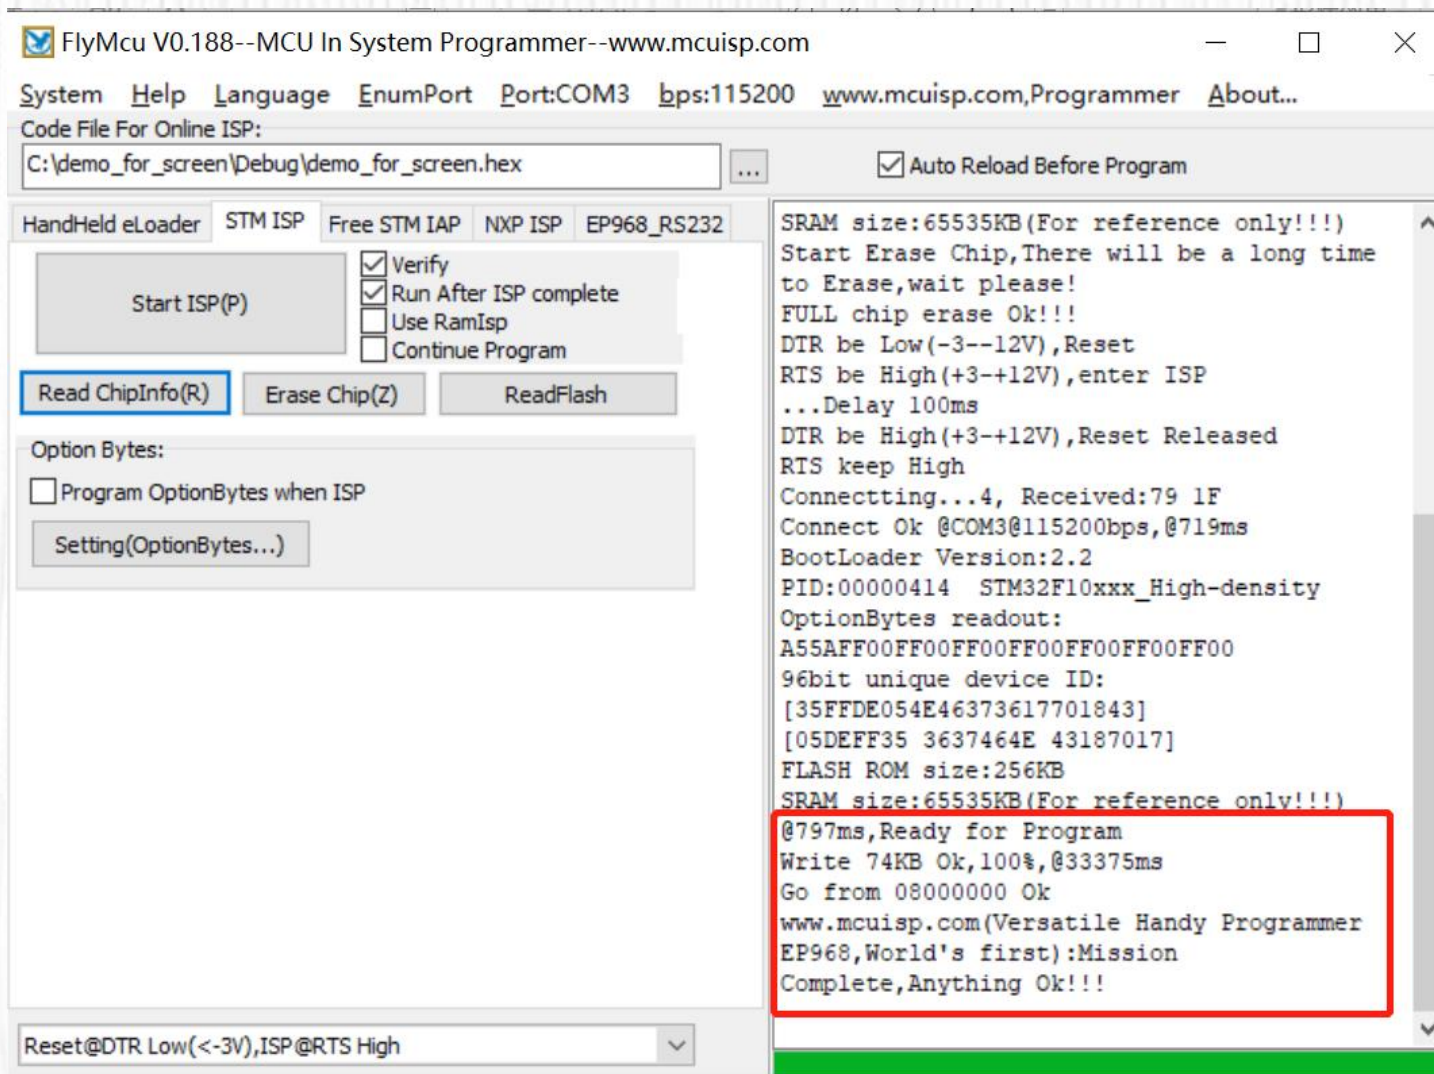 FlyMcu V0.188--MCU In System Programmer--www.mcuisp.com
System Help Language EnumPort Port:COM3 bps:115200 www.mcuisp.com,Programmer About...
Code File For Online ISP:
C:\demo_for_screen\Debug\demo_for_screen.hex
...
Auto Reload Before Program
HandHeld eLoader STM ISP Free STM IAP NXP ISP EP968_RS232
Start ISP(P)
Verify
Run After ISP complete
Use RamIsp
Continue Program
Read ChipInfo(R) Erase Chip(Z) ReadFlash
Option Bytes:
Program OptionBytes when ISP
Setting(OptionBytes...)
Reset@DTR Low(<-3V),ISP@RTS High
SRAM size:65535KB(For reference only!!!)
Start Erase Chip,There will be a long time
to Erase,wait please!
FULL chip erase Ok!!!
DTR be Low(-3--12V),Reset
RTS be High(+3-+12V),enter ISP
...Delay 100ms
DTR be High(+3-+12V),Reset Released
RTS keep High
Connectting...4, Received:79 1F
Connect Ok @COM3@115200bps,@719ms
BootLoader Version:2.2
PID:00000414 STM32F10xxx_High-density
OptionBytes readout:
A55AFF00FF00FF00FF00FF00FF00FF00
96bit unique device ID:
[35FFDE054E46373617701843]
[05DEFF35 3637464E 43187017]
FLASH ROM size:256KB
SRAM size:65535KB(For reference only!!!)
@797ms,Ready for Program
Write 74KB Ok,100%,@33375ms
Go from 08000000 Ok
www.mcuisp.com(Versatile Handy Programmer
EP968,World's first):Mission
Complete,Anything Ok!!!